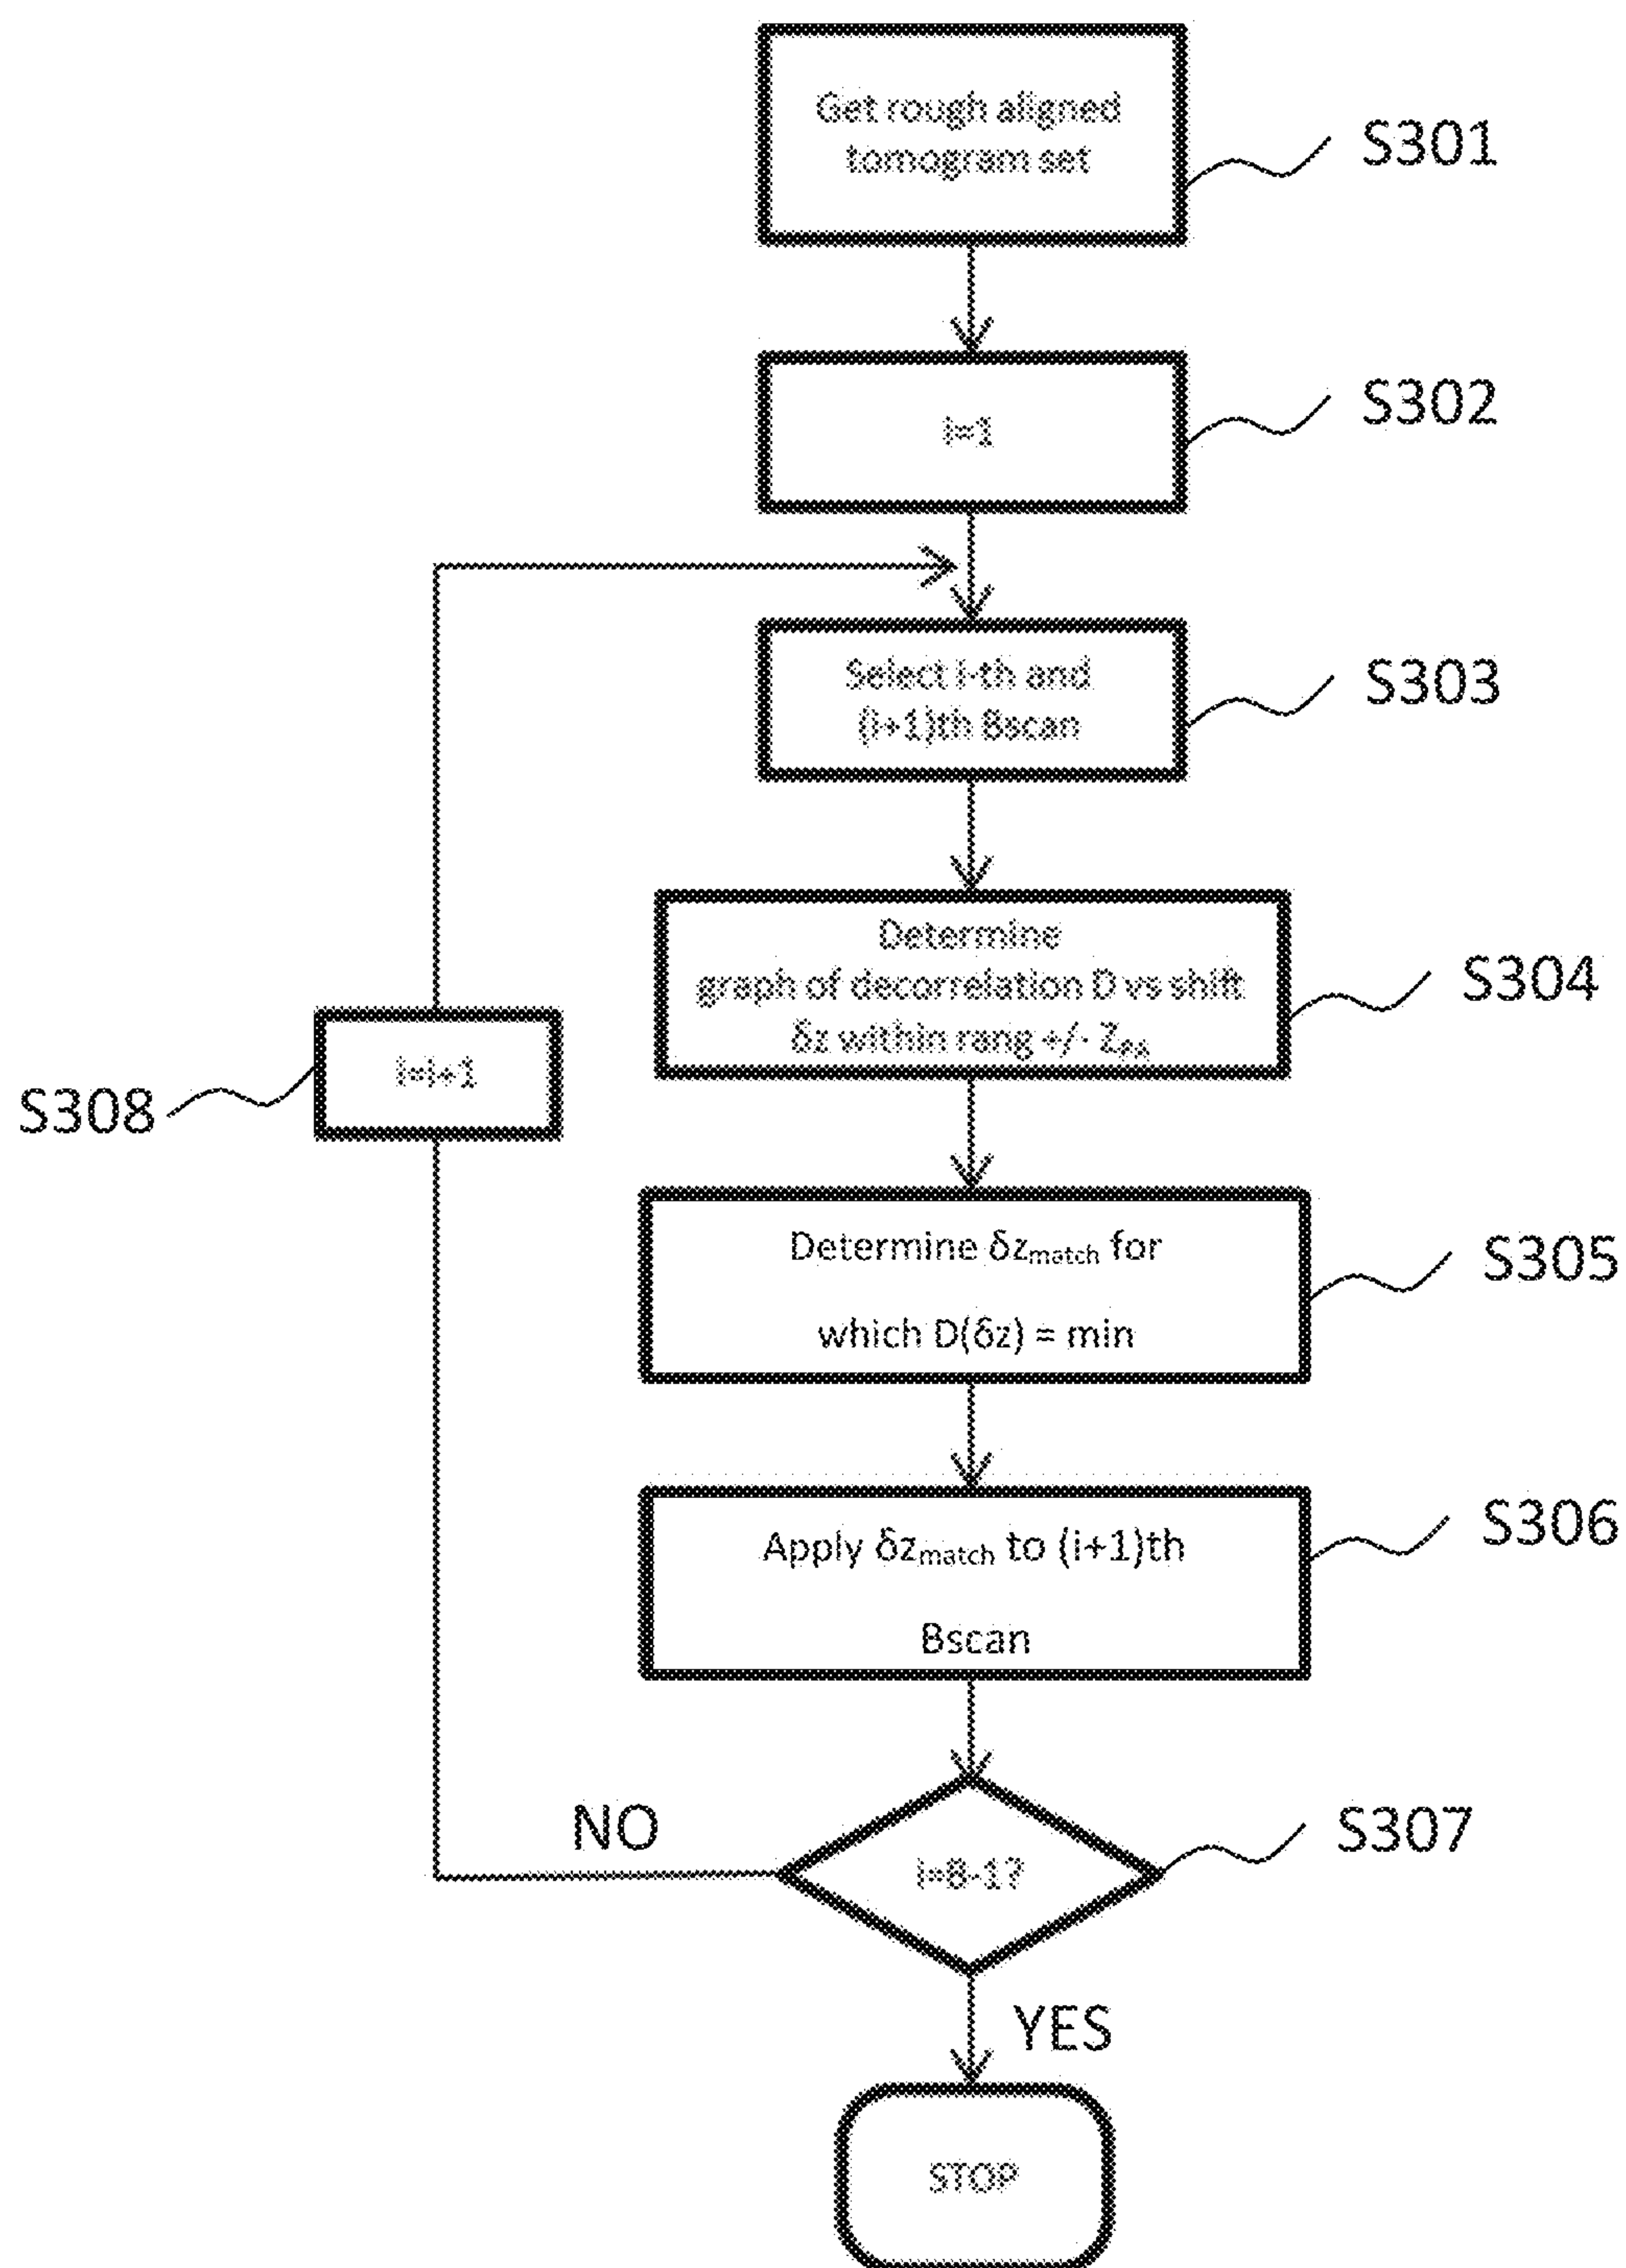 Get rough aligned
tomogram set
S301
i=1
S302
Select i-th and
(i+1)th Bscan
S303
Determine
graph of decorrelation D vs shift
δz within rang +/- Z
S304
Determine δzmatch for
which D(δz) = min
S305
Apply δzmatch to (i+1)th
Bscan
S306
i=B-1?
S307
NO
i=i+1
S308
YES
STOP